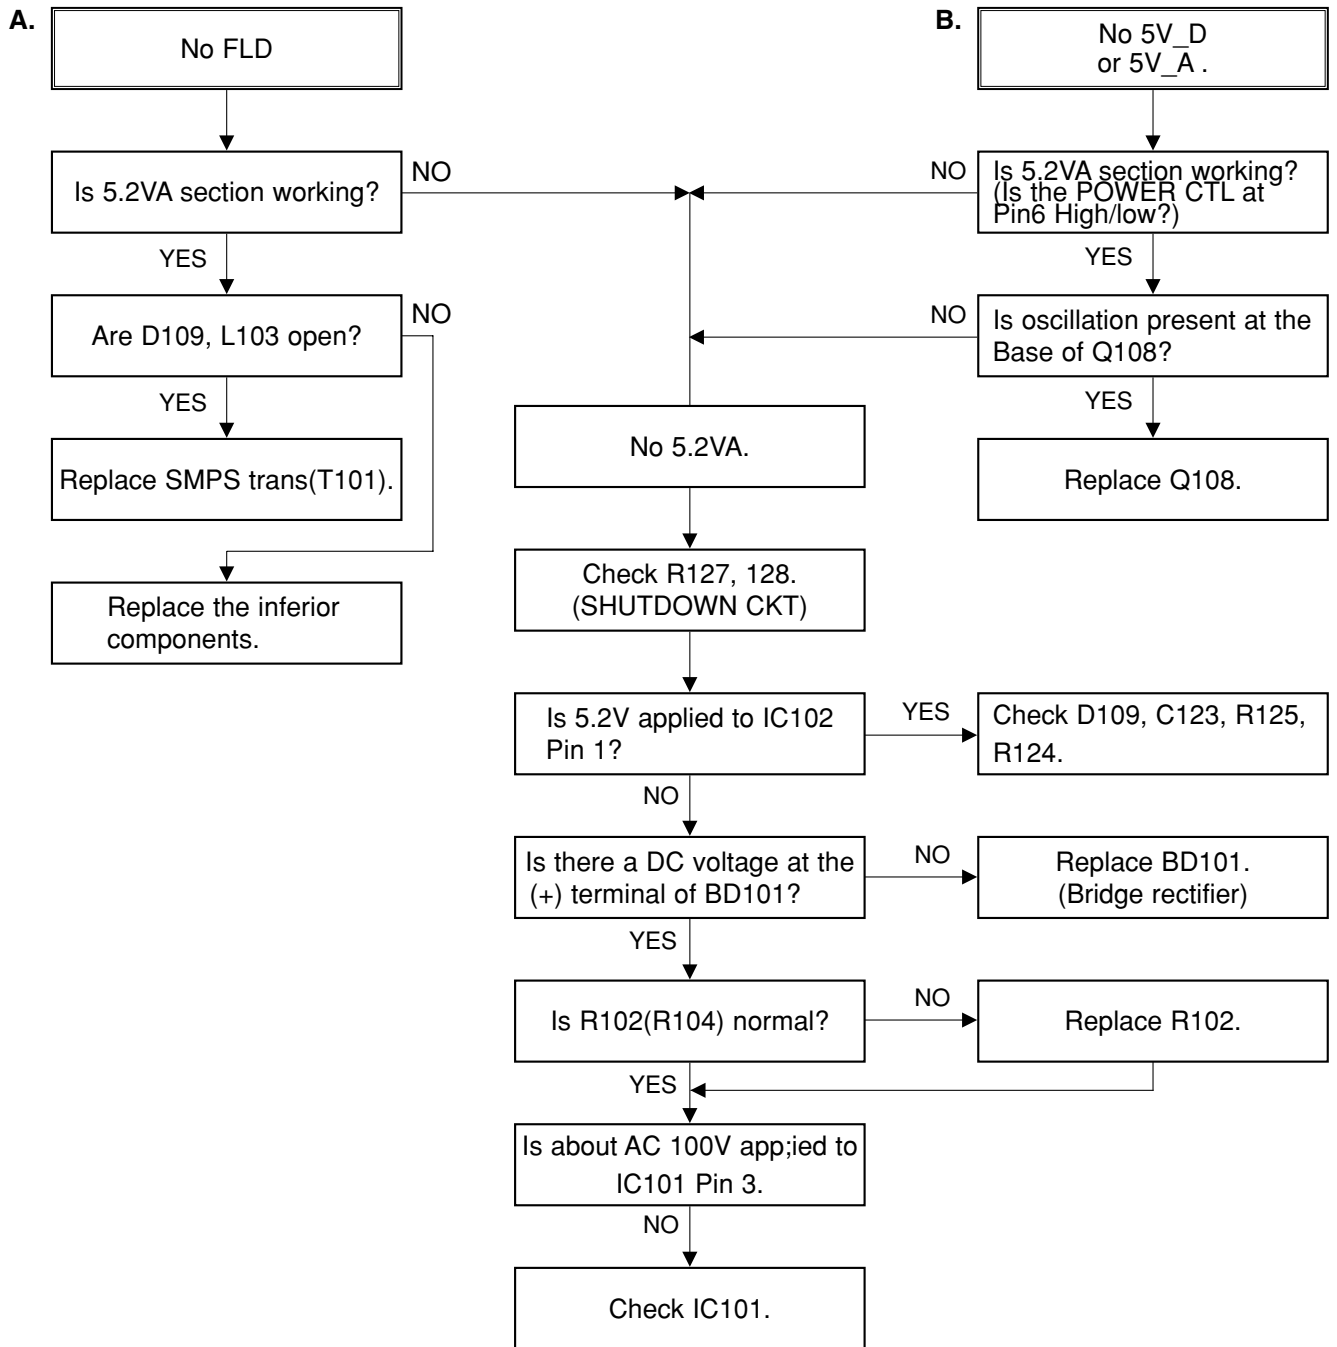 A.
No FLD
Is 5.2VA section working?
NO
YES
Are D109, L103 open?
NO
YES
Replace SMPS trans(T101).
Replace the inferior
components.
B.
No 5V_D
or 5V_A .
Is 5.2VA section working?
(Is the POWER CTL at
Pin6 High/low?)
NO
YES
Is oscillation present at the
Base of Q108?
NO
YES
Replace Q108.
No 5.2VA.
Check R127, 128.
(SHUTDOWN CKT)
Is 5.2V applied to IC102
Pin 1?
YES
Check D109, C123, R125,
R124.
NO
Is there a DC voltage at the
(+) terminal of BD101?
NO
Replace BD101.
(Bridge rectifier)
YES
Is R102(R104) normal?
NO
Replace R102.
YES
Is about AC 100V app;ied to
IC101 Pin 3.
NO
Check IC101.